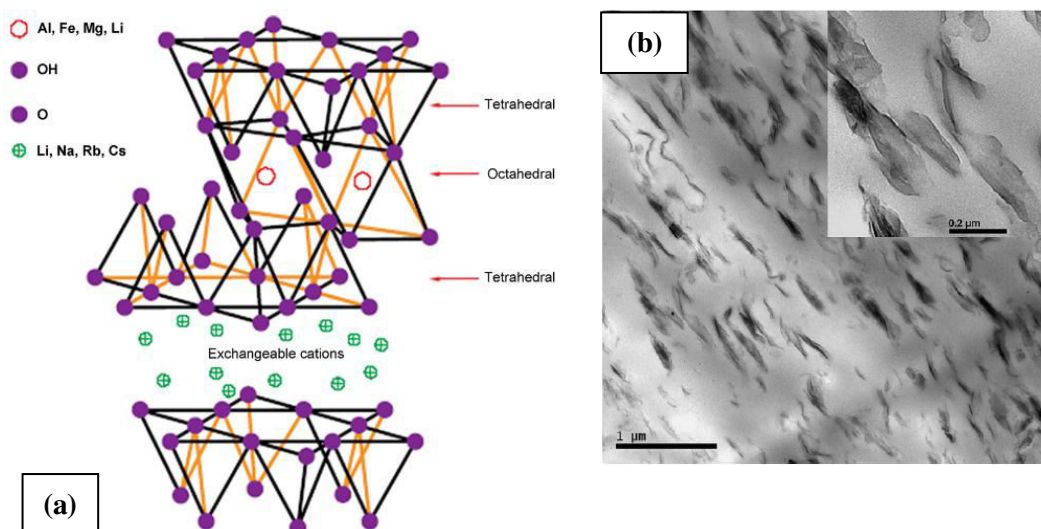 Al, Fe, Mg, Li
OH
O
Li, Na, Rb, Cs
Tetrahedral
Octahedral
Tetrahedral
Exchangeable cations
(a)
(b)
0.2 µm
1 µm